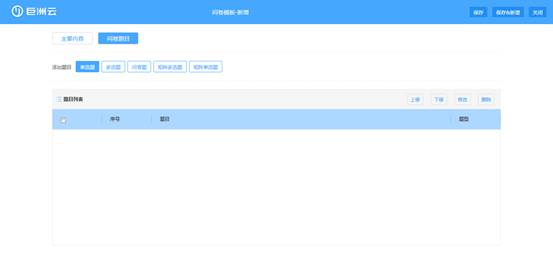 巨洲云
问卷模板-新增
保存 保存&新增 关闭
主要内容 问卷题目
添加题目 单选题 多选题 问答题 矩阵多选题 矩阵单选题
题目列表 上移 下移 修改 删除
序号 题目 题型